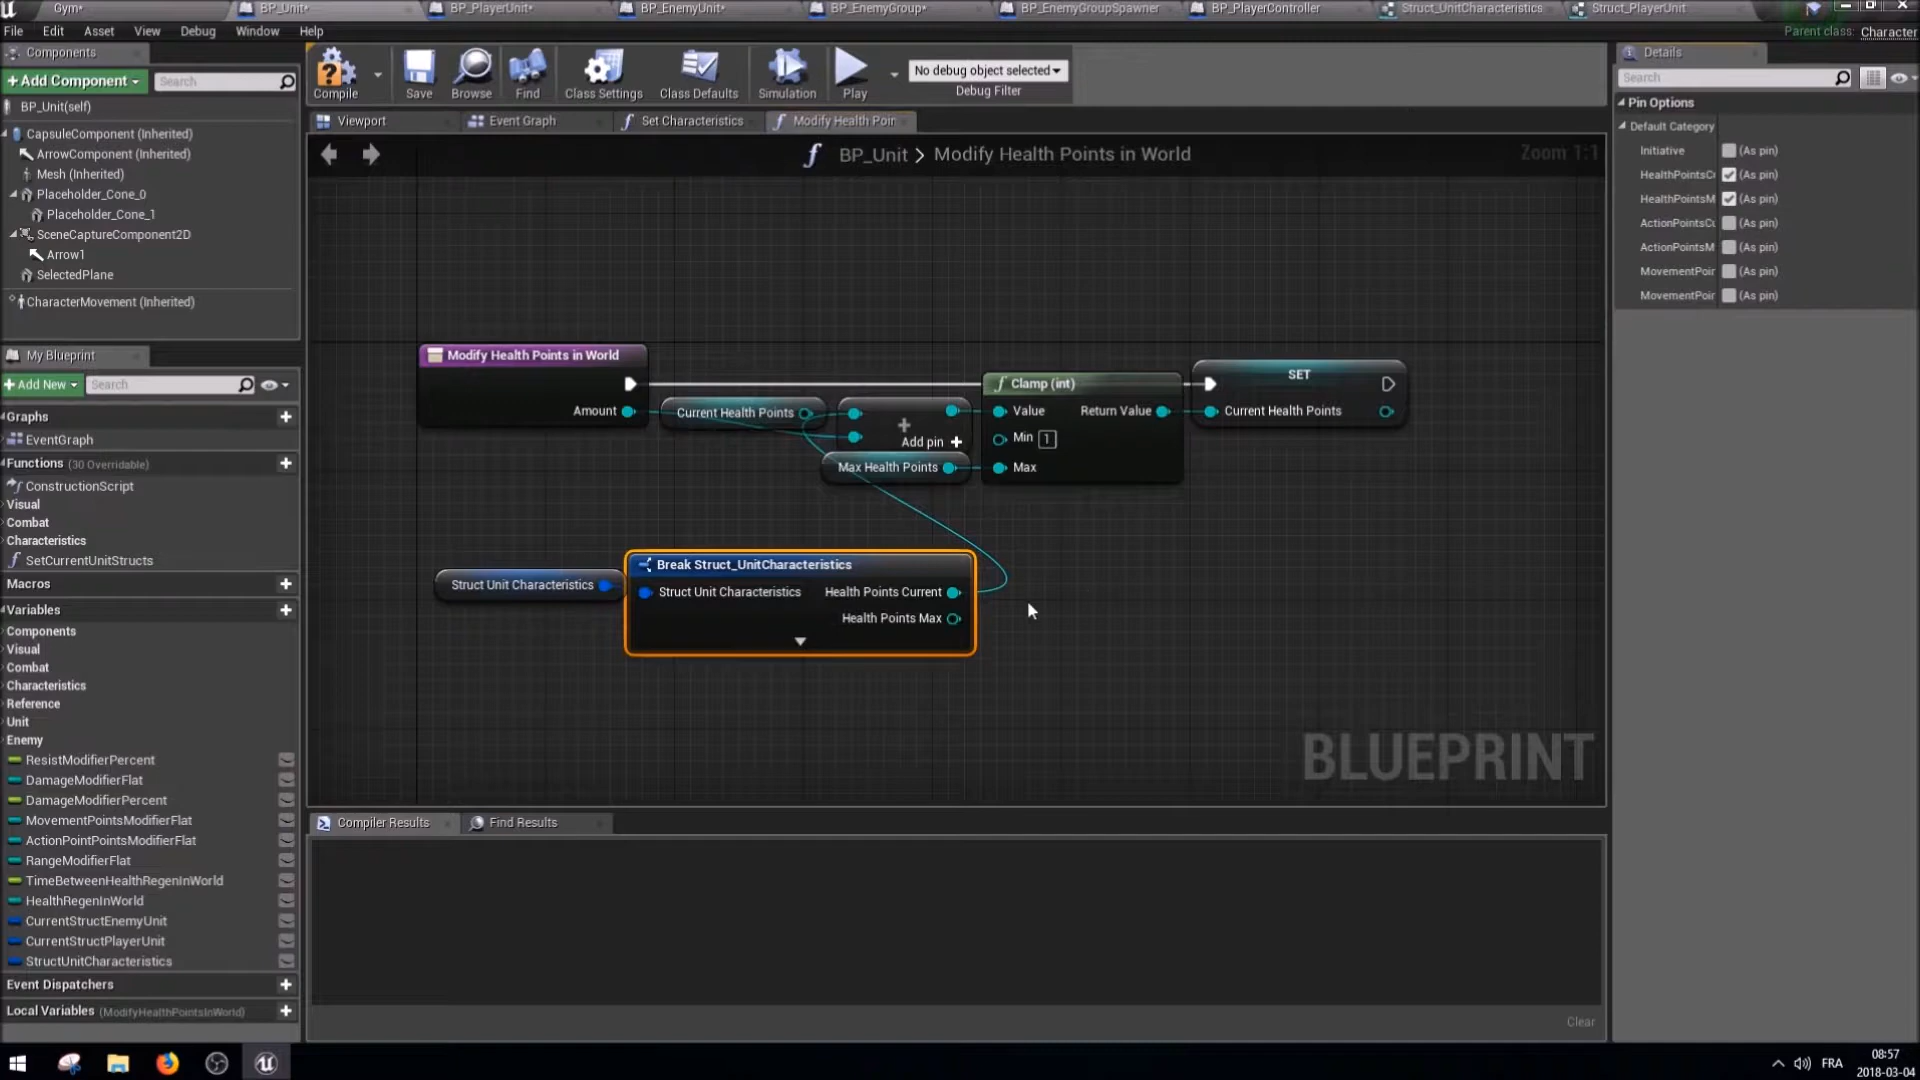 Gym*
BP_Unit*
BP_PlayerUnit*
BP_EnemyUnit*
BP_EnemyGroup*
BP_EnemyGroupSpawner
BP_PlayerController
Struct_UnitCharacteristics
Struct_PlayerUnit
File Edit Asset View Debug Window Help
Parent class: Character
Components
+Add Component
Search
BP_Unit(self)
CapsuleComponent (Inherited)
ArrowComponent (Inherited)
Mesh (Inherited)
Placeholder_Cone_0
Placeholder_Cone_1
SceneCaptureComponent2D
Arrow1
SelectedPlane
CharacterMovement (Inherited)
My Blueprint
+Add New
Search
Graphs
EventGraph
Functions (30 Overridable)
ConstructionScript
Visual
Combat
Characteristics
SetCurrentUnitStructs
Macros
Variables
Components
Visual
Combat
Characteristics
Reference
Unit
Enemy
ResistModifierPercent
DamageModifierFlat
DamageModifierPercent
MovementPointsModifierFlat
ActionPointPointsModifierFlat
RangeModifierFlat
TimeBetweenHealthRegenInWorld
HealthRegenInWorld
CurrentStructEnemyUnit
CurrentStructPlayerUnit
StructUnitCharacteristics
Event Dispatchers
Local Variables (ModifyHealthPointsInWorld)
Compile
Save
Browse
Find
Class Settings
Class Defaults
Simulation
Play
No debug object selected
Debug Filter
Viewport
Event Graph
Set Characteristics
Modify Health Poin
BP_Unit > Modify Health Points in World
Zoom 1:1
Modify Health Points in World
Amount
Current Health Points
Add pin +
Max Health Points
Clamp (int)
Value
Return Value
Min 1
Max
SET
Current Health Points
Struct Unit Characteristics
Break Struct_UnitCharacteristics
Struct Unit Characteristics
Health Points Current
Health Points Max
BLUEPRINT
Compiler Results
Find Results
Clear
Details
Search
Pin Options
Default Category
Initiative (As pin)
HealthPointsCu (As pin)
HealthPointsM (As pin)
ActionPointsCu (As pin)
ActionPointsM (As pin)
MovementPoir (As pin)
MovementPoir (As pin)
FRA
08:57
2018-03-04